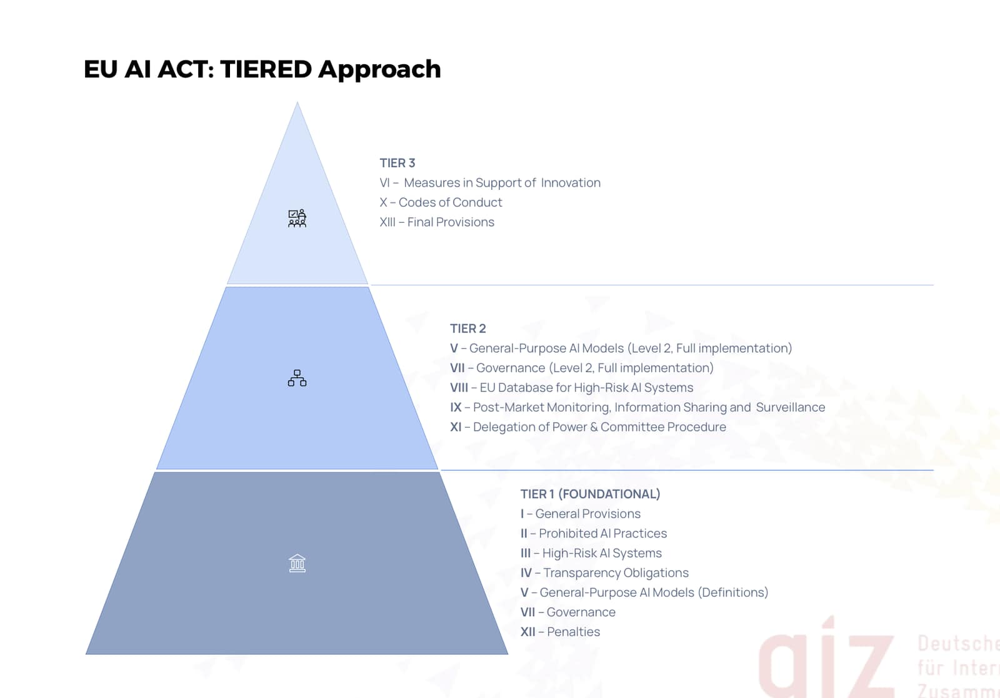 EU AI ACT: TIERED Approach
TIER 3
VI – Measures in Support of Innovation
X – Codes of Conduct
XIII – Final Provisions
TIER 2
V – General-Purpose AI Models (Level 2, Full implementation)
VII – Governance (Level 2, Full implementation)
VIII – EU Database for High-Risk AI Systems
IX – Post-Market Monitoring, Information Sharing and Surveillance
XI – Delegation of Power & Committee Procedure
TIER 1 (FOUNDATIONAL)
I – General Provisions
II – Prohibited AI Practices
III – High-Risk AI Systems
IV – Transparency Obligations
V – General-Purpose AI Models (Definitions)
VII – Governance
XII – Penalties
giz
Deutsche
für Inter
Zusamm